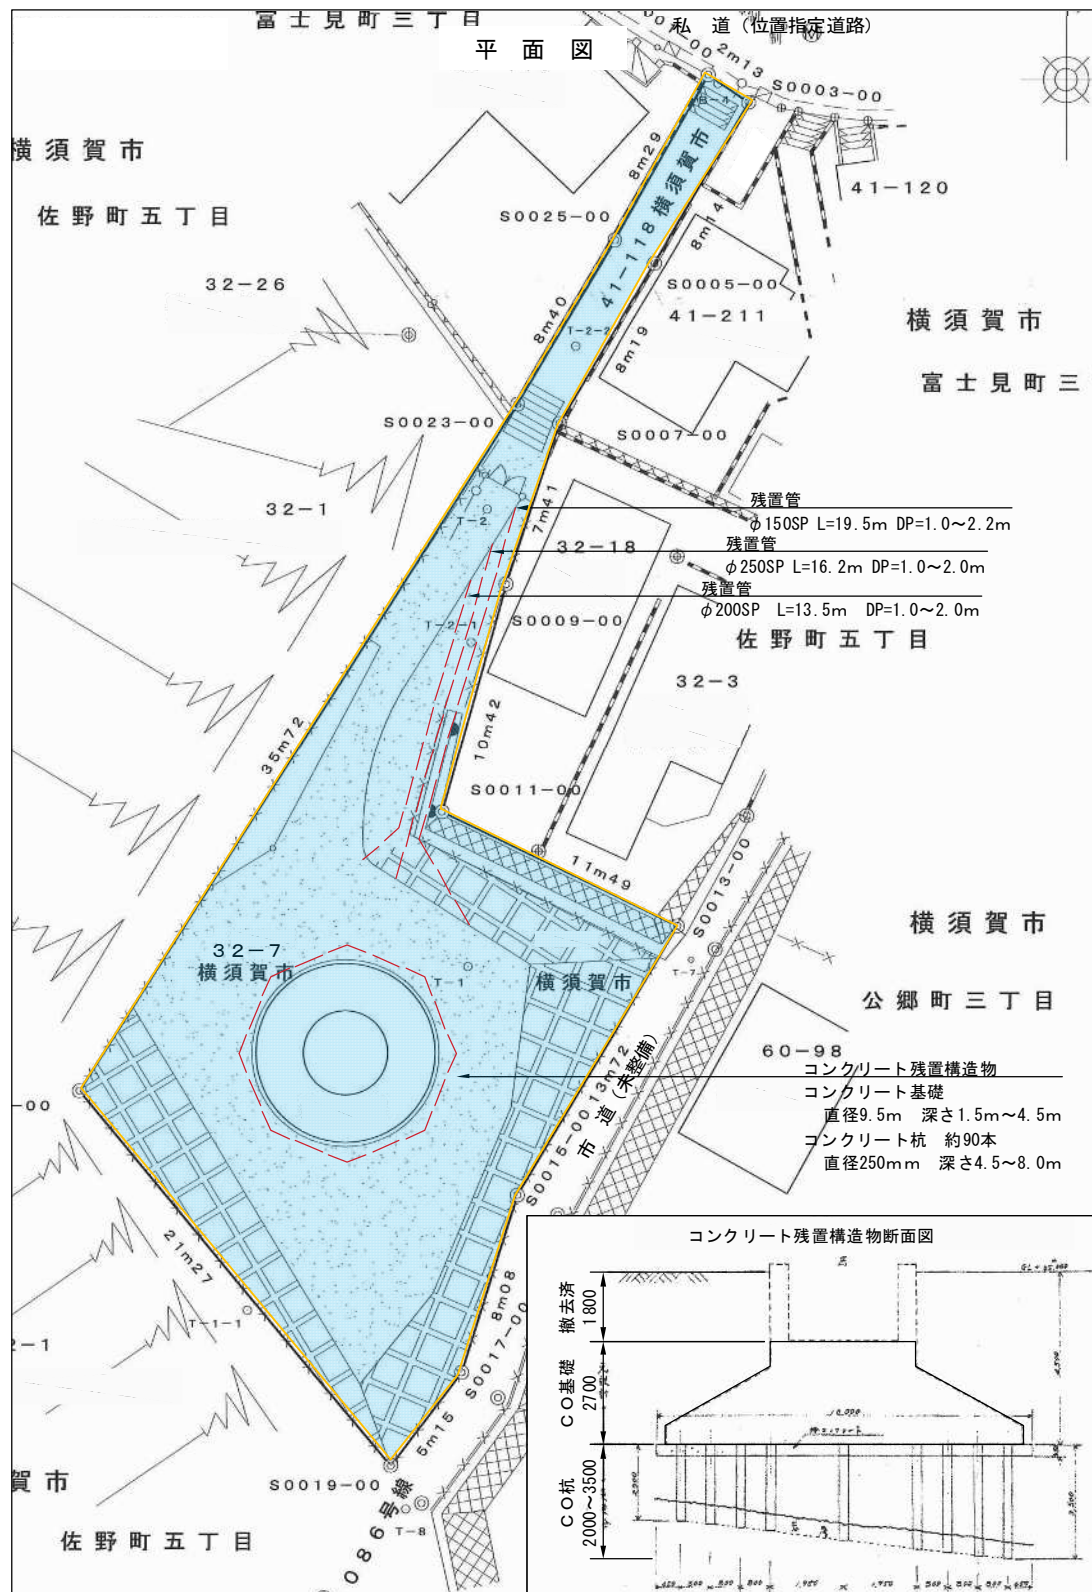 富士見町三丁目
私　道（位置指定道路）
平　面　図
2m13
S0003-00
横須賀市
佐野町五丁目
8m29
41-118 横須賀市
41-120
S0025-00
8m14
32-26
S0005-00
41-211
横須賀市
富士見町三
8m40
T-2-2
8m19
S0023-00
S0007-00
32-1
T-2
7m41
残置管
φ150SP L=19.5m DP=1.0～2.2m
32-18
残置管
φ250SP L=16.2m DP=1.0～2.0m
残置管
φ200SP　L=13.5m　DP=1.0～2.0m
T-2-1
S0009-00
佐野町五丁目
32-3
35m72
10m42
S0011-00
11m49
S0013-00
32-7
横須賀市
T-1
横須賀市
T-7
横須賀市
公郷町三丁目
60-98
13m72
市　道（未整備）
S0015-00
コンクリート残置構造物
コンクリート基礎
直径9.5m　深さ1.5m～4.5m
コンクリート杭　約90本
直径250mm　深さ4.5～8.0m
-00
21m27
T-1-1
2-1
8m08
S0017-00
5m15
S0019-00
086号線
T-8
賀市
佐野町五丁目
コンクリート残置構造物断面図
撤去済
1800
CO基礎
2700
CO杭
2000～3500